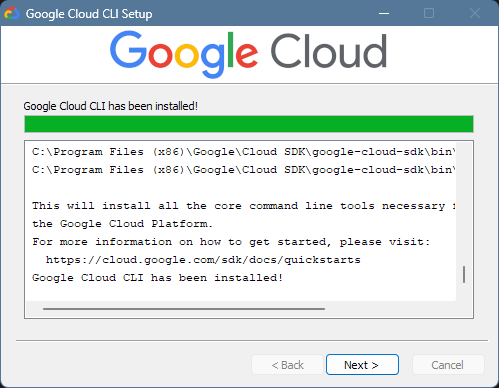 Google Cloud CLI Setup
Google Cloud
Google Cloud CLI has been installed!
C:\Program Files (x86)\Google\Cloud SDK\google-cloud-sdk\bin\
C:\Program Files (x86)\Google\Cloud SDK\google-cloud-sdk\bin\
This will install all the core command line tools necessary
the Google Cloud Platform.
For more information on how to get started, please visit:
https://cloud.google.com/sdk/docs/quickstarts
Google Cloud CLI has been installed!
< Back
Next >
Cancel